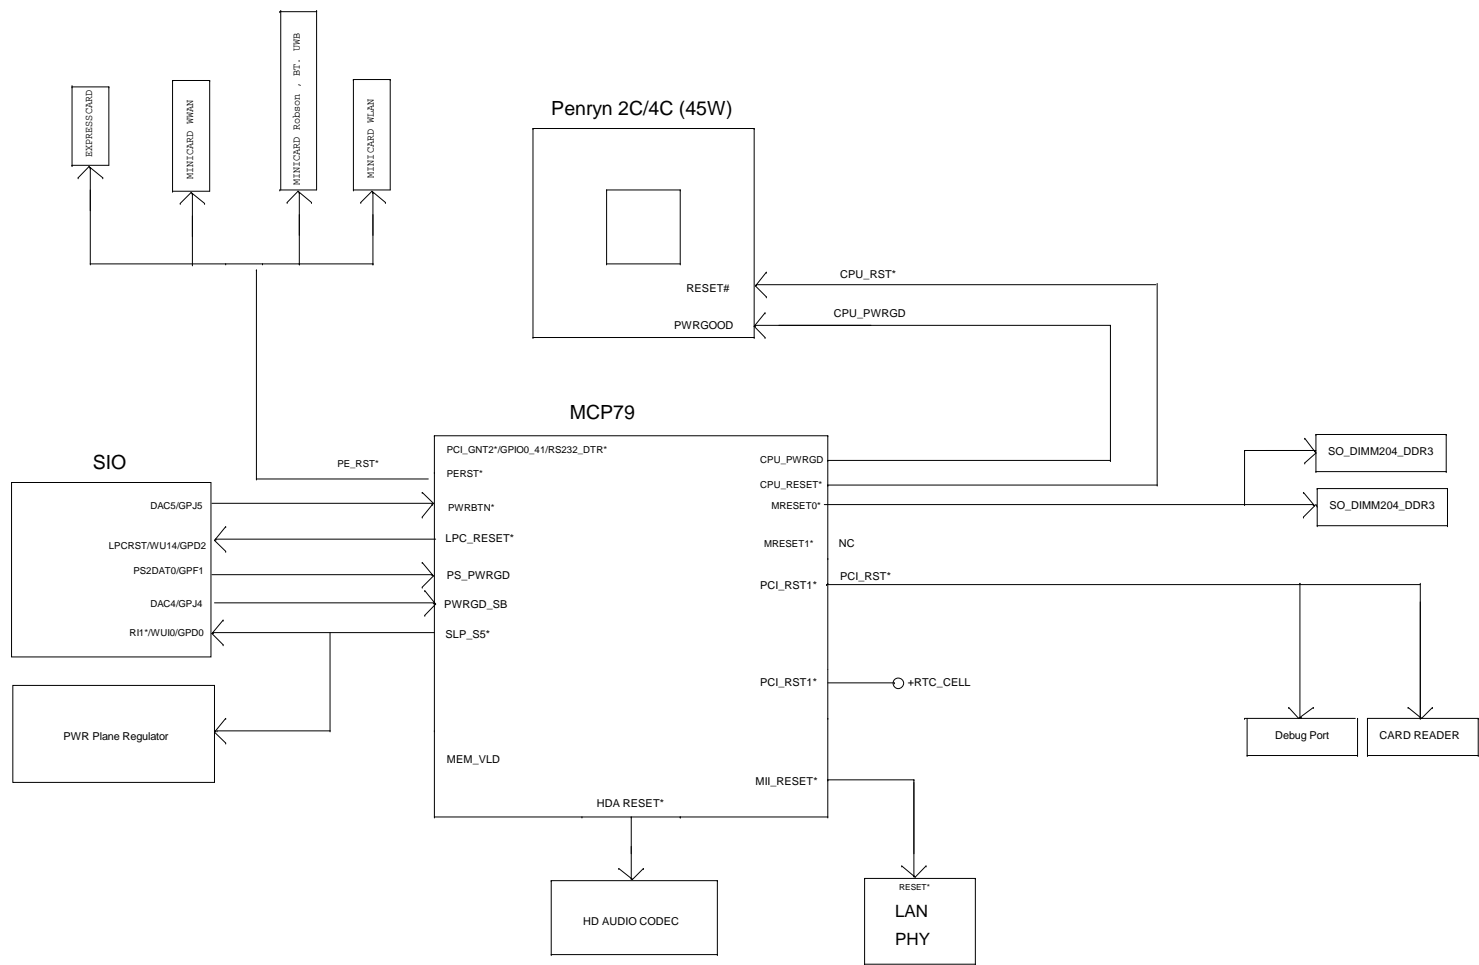 EXPRESSCARD
MINICARD WWAN
MINICARD Robson , BT. UWB
MINICARD WLAN
Penryn 2C/4C (45W)
RESET#
PWRGOOD
CPU_RST*
CPU_PWRGD
MCP79
SIO
PE_RST*
PCI_GNT2*/GPIO0_41/RS232_DTR*
PERST*
PWRBTN*
LPC_RESET*
PS_PWRGD
PWRGD_SB
SLP_S5*
MEM_VLD
HDA RESET*
DAC5/GPJ5
LPCRST/WU14/GPD2
PS2DAT0/GPF1
DAC4/GPJ4
RI1*/WUI0/GPD0
PWR Plane Regulator
CPU_PWRGD
CPU_RESET*
MRESET0*
MRESET1*
NC
PCI_RST1*
PCI_RST*
PCI_RST1*
+RTC_CELL
MII_RESET*
SO_DIMM204_DDR3
SO_DIMM204_DDR3
Debug Port
CARD READER
HD AUDIO CODEC
RESET*
LAN
PHY